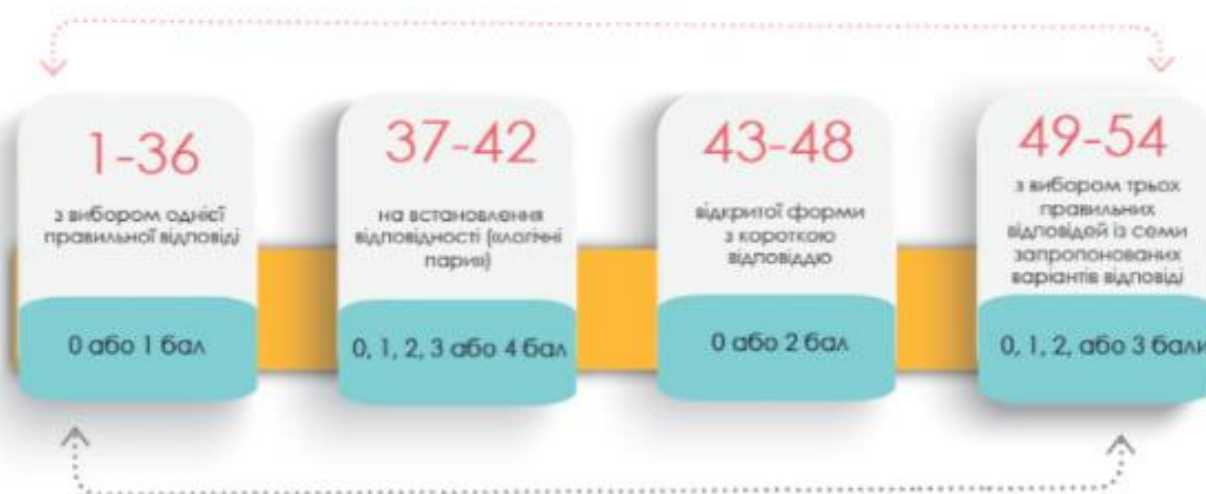 1-36
з вибором однієї
правильної відповіді
0 або 1 бал
37-42
на встановлення
відповідності («логічні
пари»)
0, 1, 2, 3 або 4 бал
43-48
відкритої форми
з короткою
відповіддю
0 або 2 бал
49-54
з вибором трьох
правильних
відповідей із семи
запропонованих
варіантів відповіді
0, 1, 2, або 3 бали